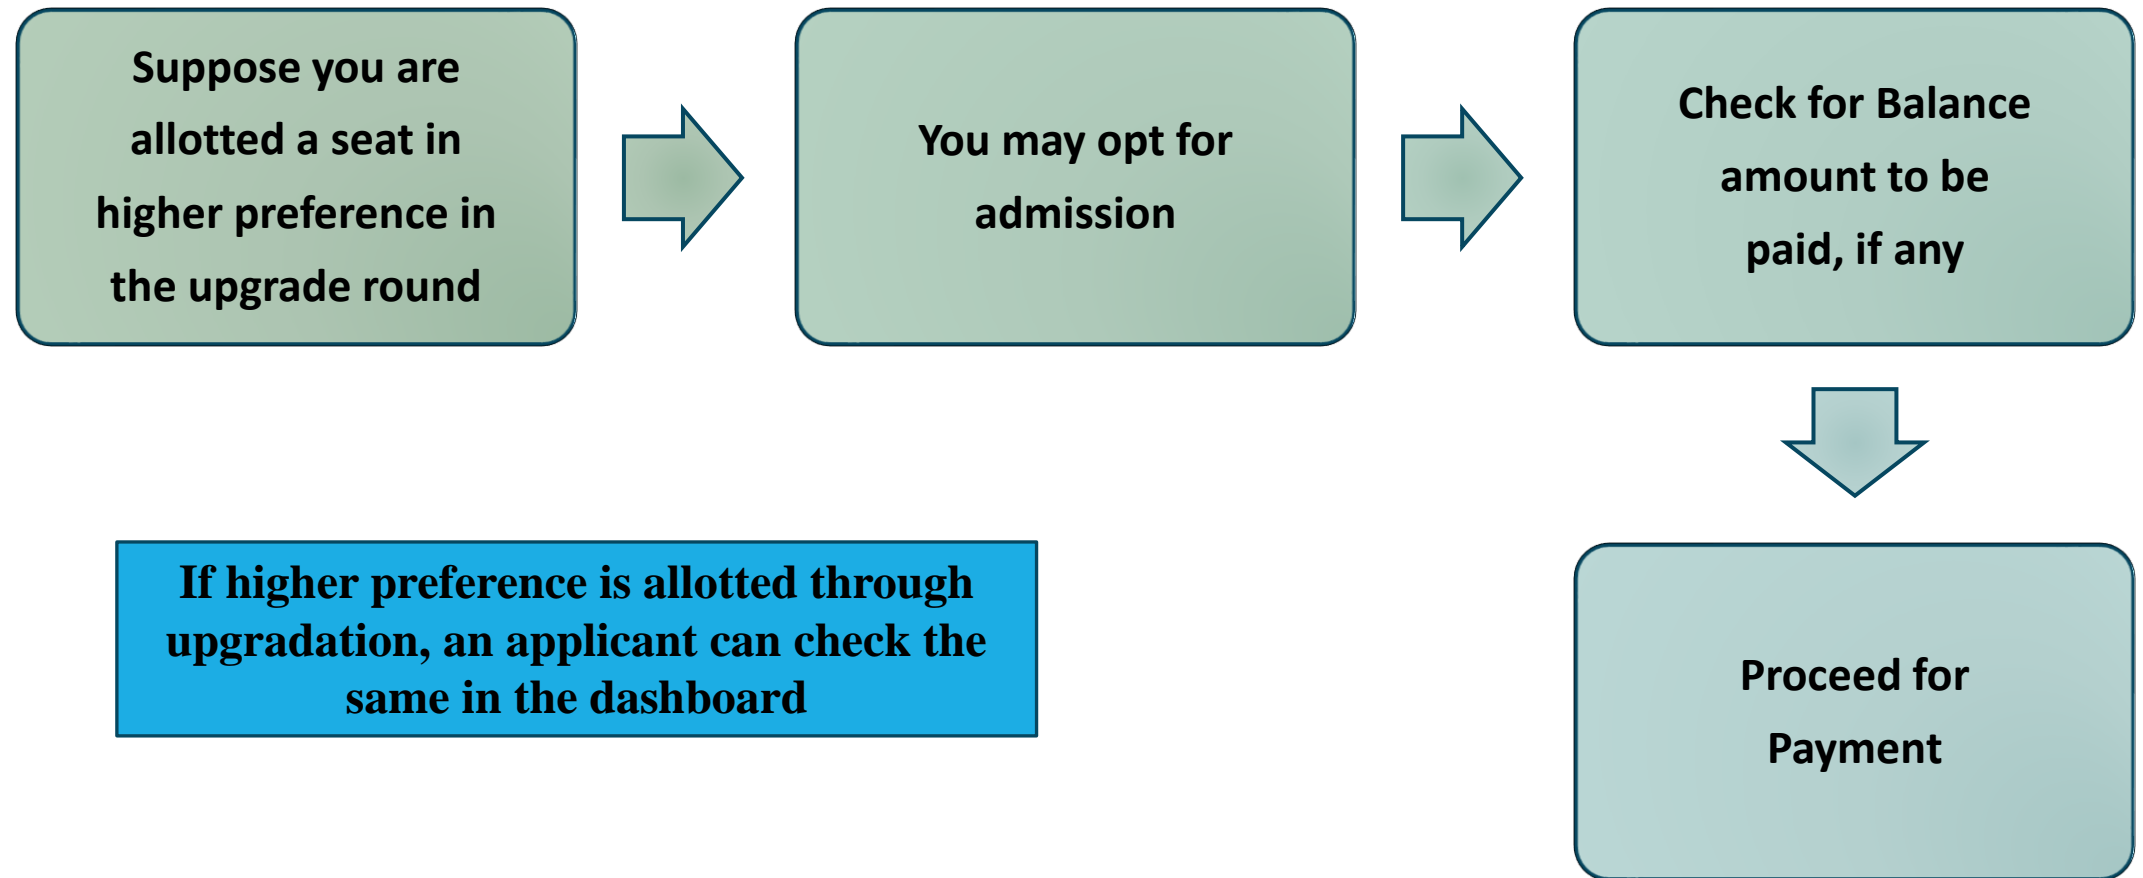 Suppose you are
allotted a seat in
higher preference in
the upgrade round
You may opt for
admission
Check for Balance
amount to be
paid, if any
If higher preference is allotted through
upgradation, an applicant can check the
same in the dashboard
Proceed for
Payment